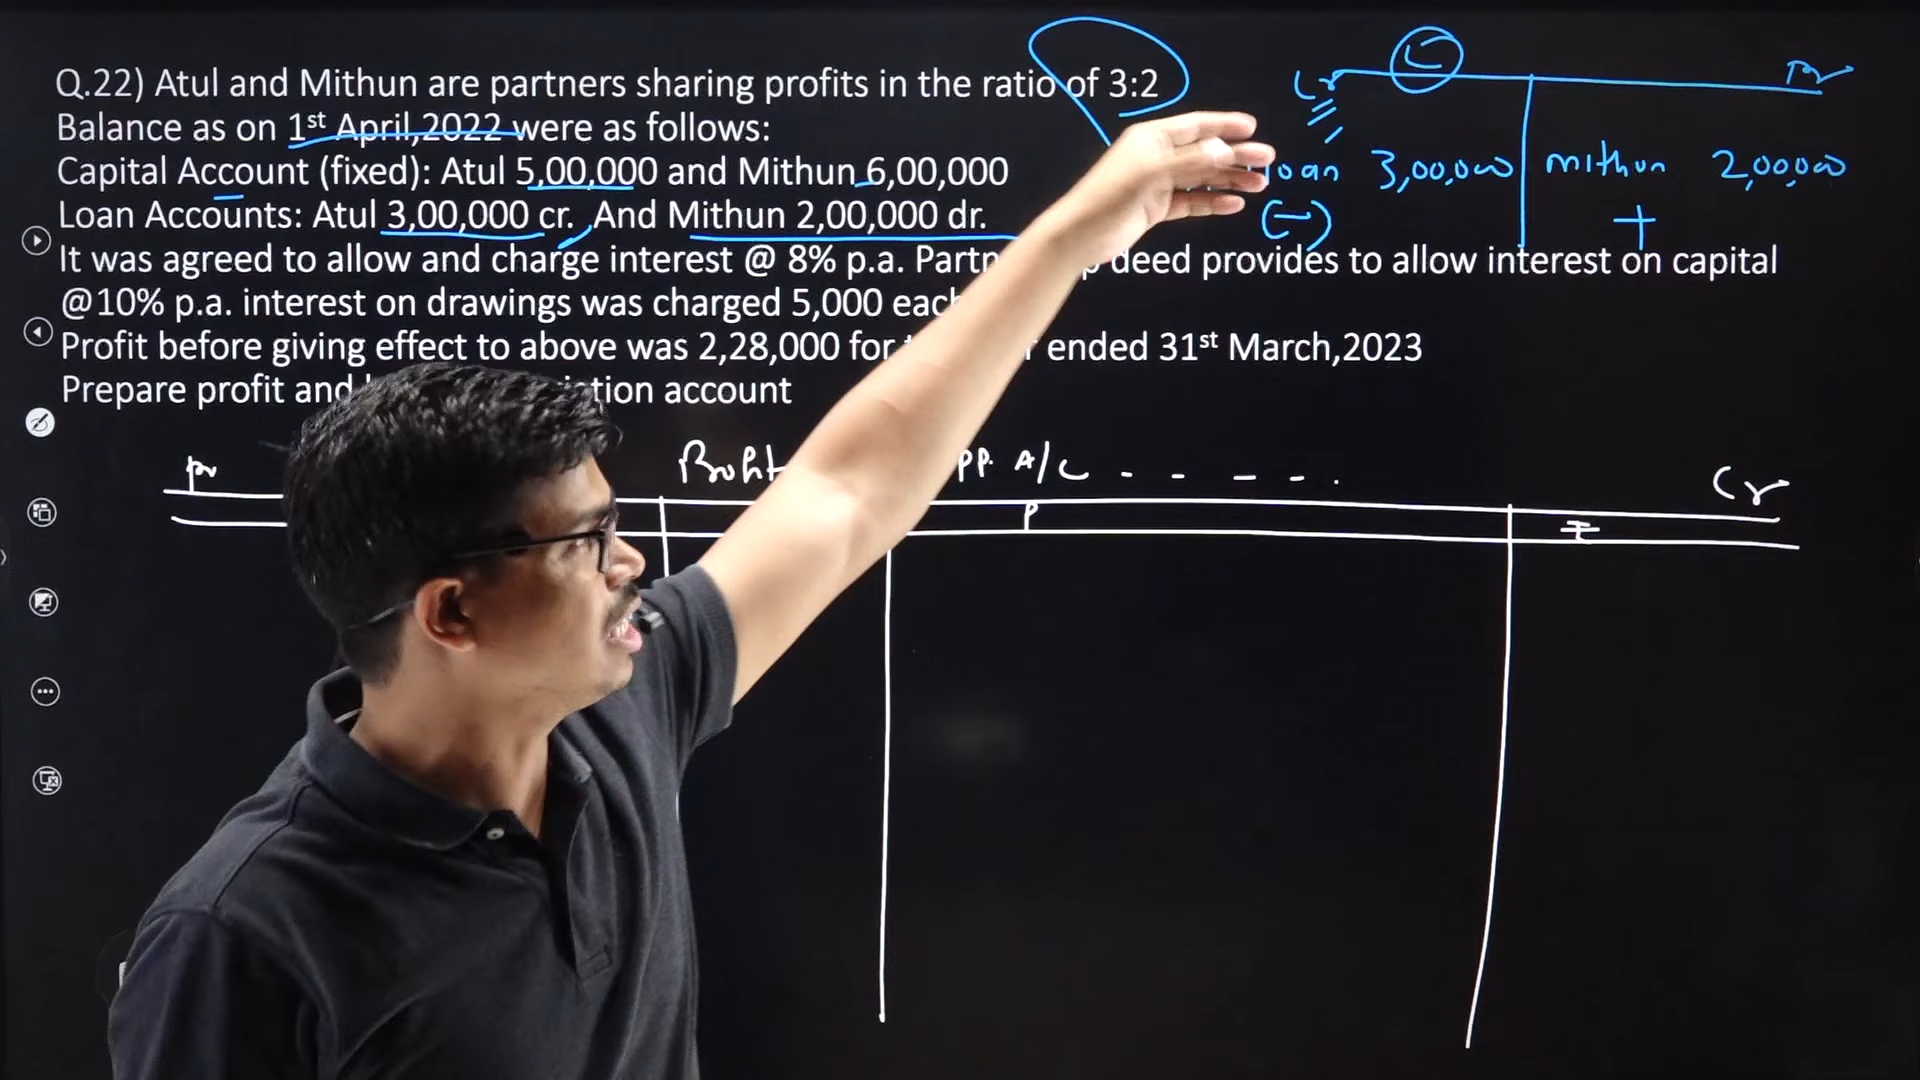 Q.22) Atul and Mithun are partners sharing profits in the ratio of 3:2
Balance as on 1st April,2022 were as follows:
Capital Account (fixed): Atul 5,00,000 and Mithun 6,00,000
Loan Accounts: Atul 3,00,000 cr. ,And Mithun 2,00,000 dr.
It was agreed to allow and charge interest @ 8% p.a. deed provides to allow interest on capital
@10% p.a. interest on drawings was charged 5,000
Profit before giving effect to above was 2,28,000 ended 31st March,2023
Prepare profit and account
Cr Dr
loan 3,00,000 mithun 2,00,000
(-) +
Dr A/C - - - - . Cr
P ₹